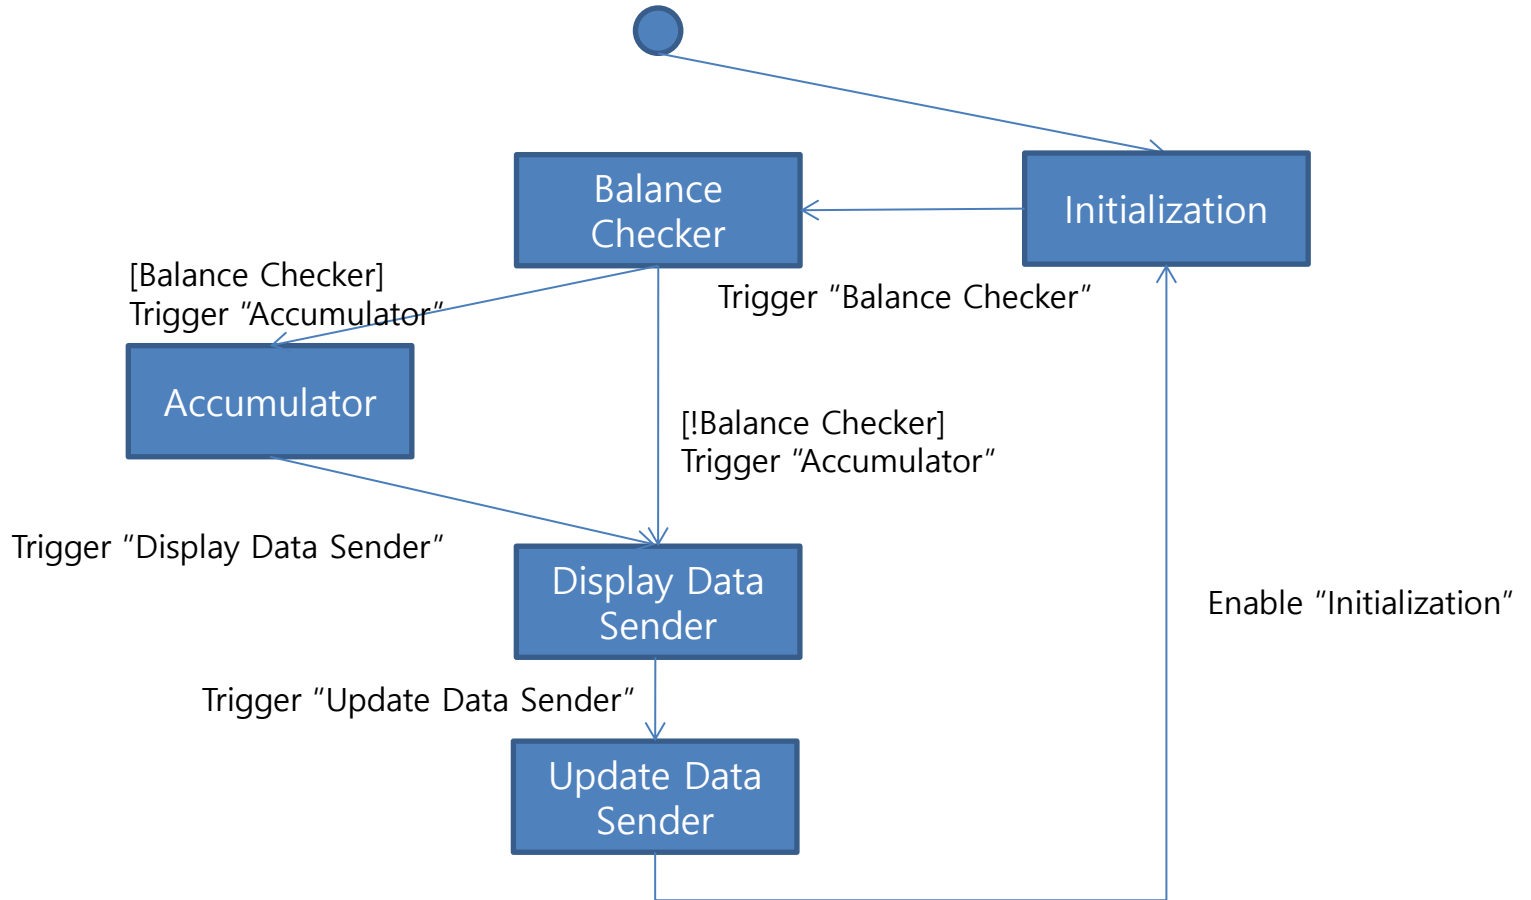 Balance
Checker
Initialization
[Balance Checker]
Trigger “Accumulator”
Trigger “Balance Checker”
Accumulator
[!Balance Checker]
Trigger “Accumulator”
Trigger “Display Data Sender”
Display Data
Sender
Enable “Initialization”
Trigger “Update Data Sender”
Update Data
Sender